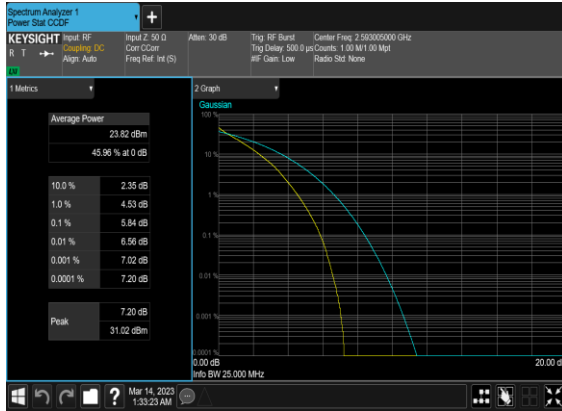 Spectrum Analyzer 1
Power Stat CCDF
+
KEYSIGHT
R T
LU
Input: RF
Coupling: DC
Align: Auto
Input Z: 50 Ω
Corr CCorr
Freq Ref: Int (S)
Atten: 30 dB
Trig: RF Burst
Trig Delay: 500.0 µs
#IF Gain: Low
Center Freq: 2.593005000 GHz
Counts: 1.00 M/1.00 Mpt
Radio Std: None
1 Metrics
Average Power
23.82 dBm
45.96 % at 0 dB
10.0 % 2.35 dB
1.0 % 4.53 dB
0.1 % 5.84 dB
0.01 % 6.56 dB
0.001 % 7.02 dB
0.0001 % 7.20 dB
Peak
7.20 dB
31.02 dBm
2 Graph
Gaussian
100 %
10 %
1 %
0.1 %
0.01 %
0.001 %
0.0001 %
0.00 dB 20.00 d
Info BW 25.000 MHz
?
Mar 14, 2023
1:33:23 AM